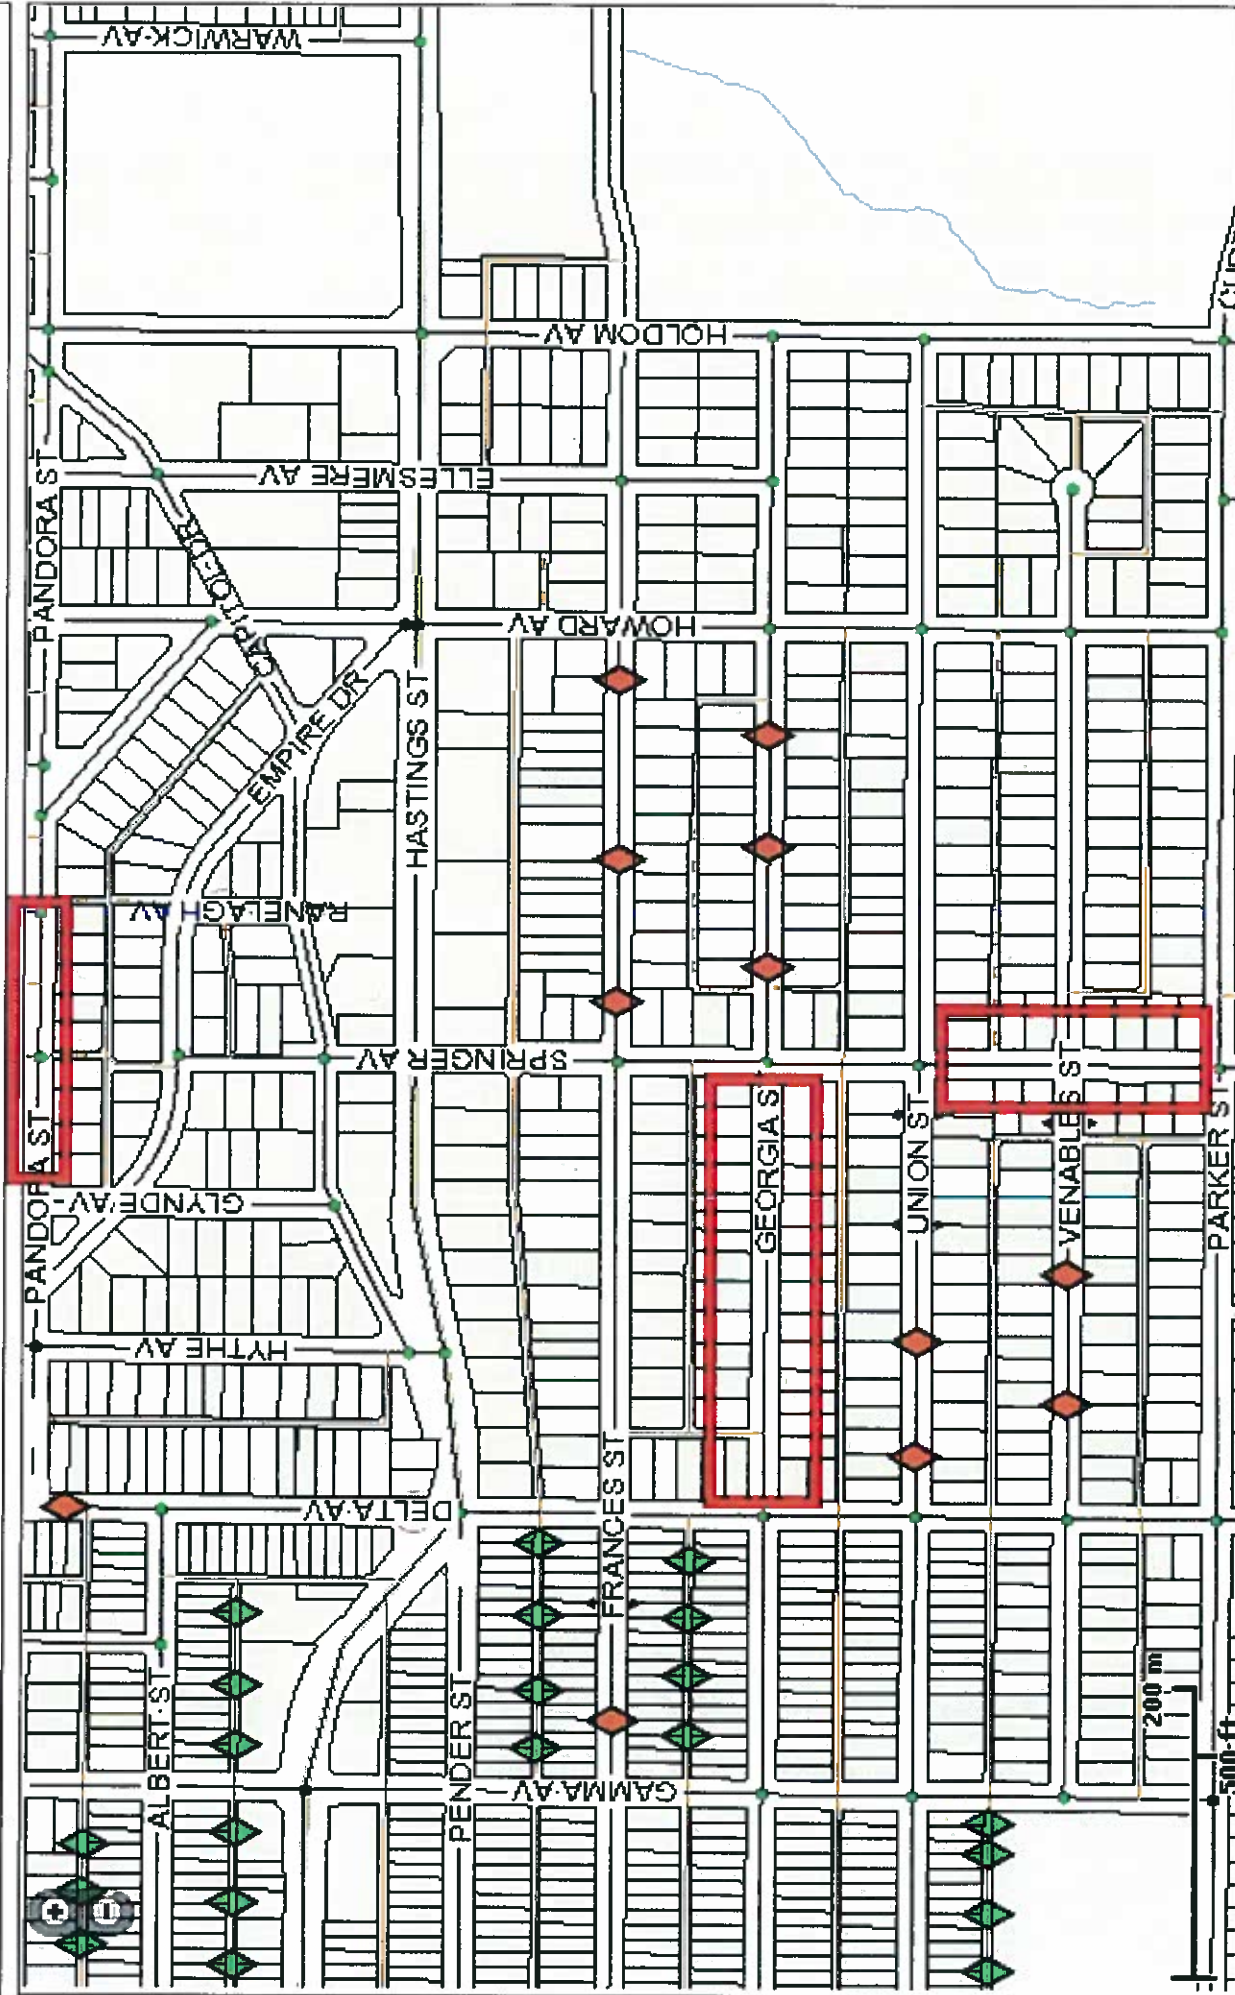 WARWICK AV
HOLDOM AV
PANDORA ST
ELLESMERE AV
CAPITOL DR
HOWARD AV
EMPIRE DR
HASTINGS ST
RANELAGH AV
SPRINGER AV
PANDORA ST
GEORGIA S
UNION ST
VENABLES ST
PARKER ST
GLYNDE AV
HYTHE AV
DELTA AV
FRANCES ST
ALBERT ST
PENDER ST
GAMMA AV
200 m
500 ft